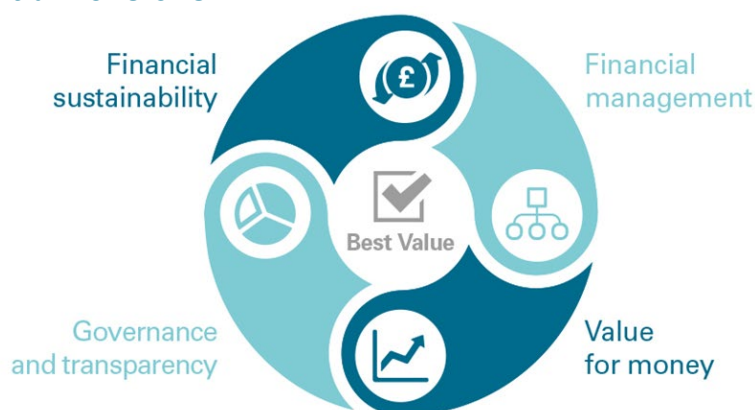 Financial
sustainability
Financial
management
£
Best Value
Governance
and transparency
Value
for money